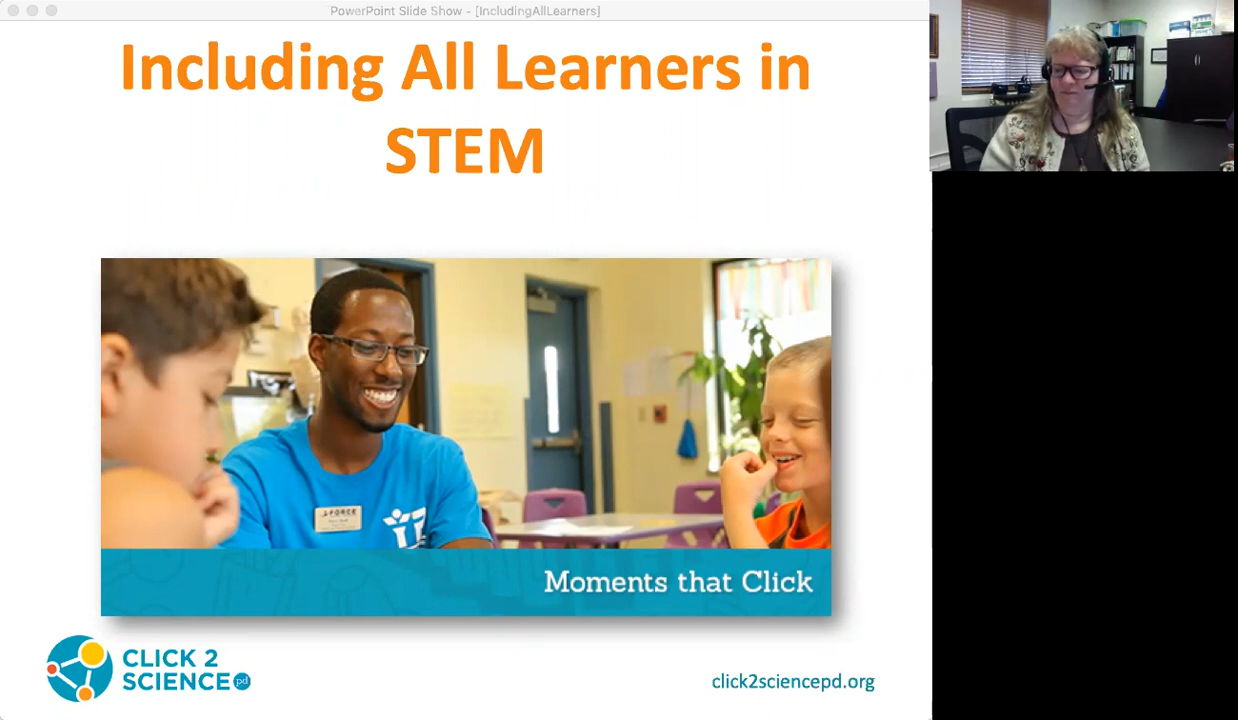 PowerPoint Slide Show - [IncludingAllLearners]
Including All Learners in
STEM
Moments that Click
CLICK 2
SCIENCE pd
click2sciencepd.org